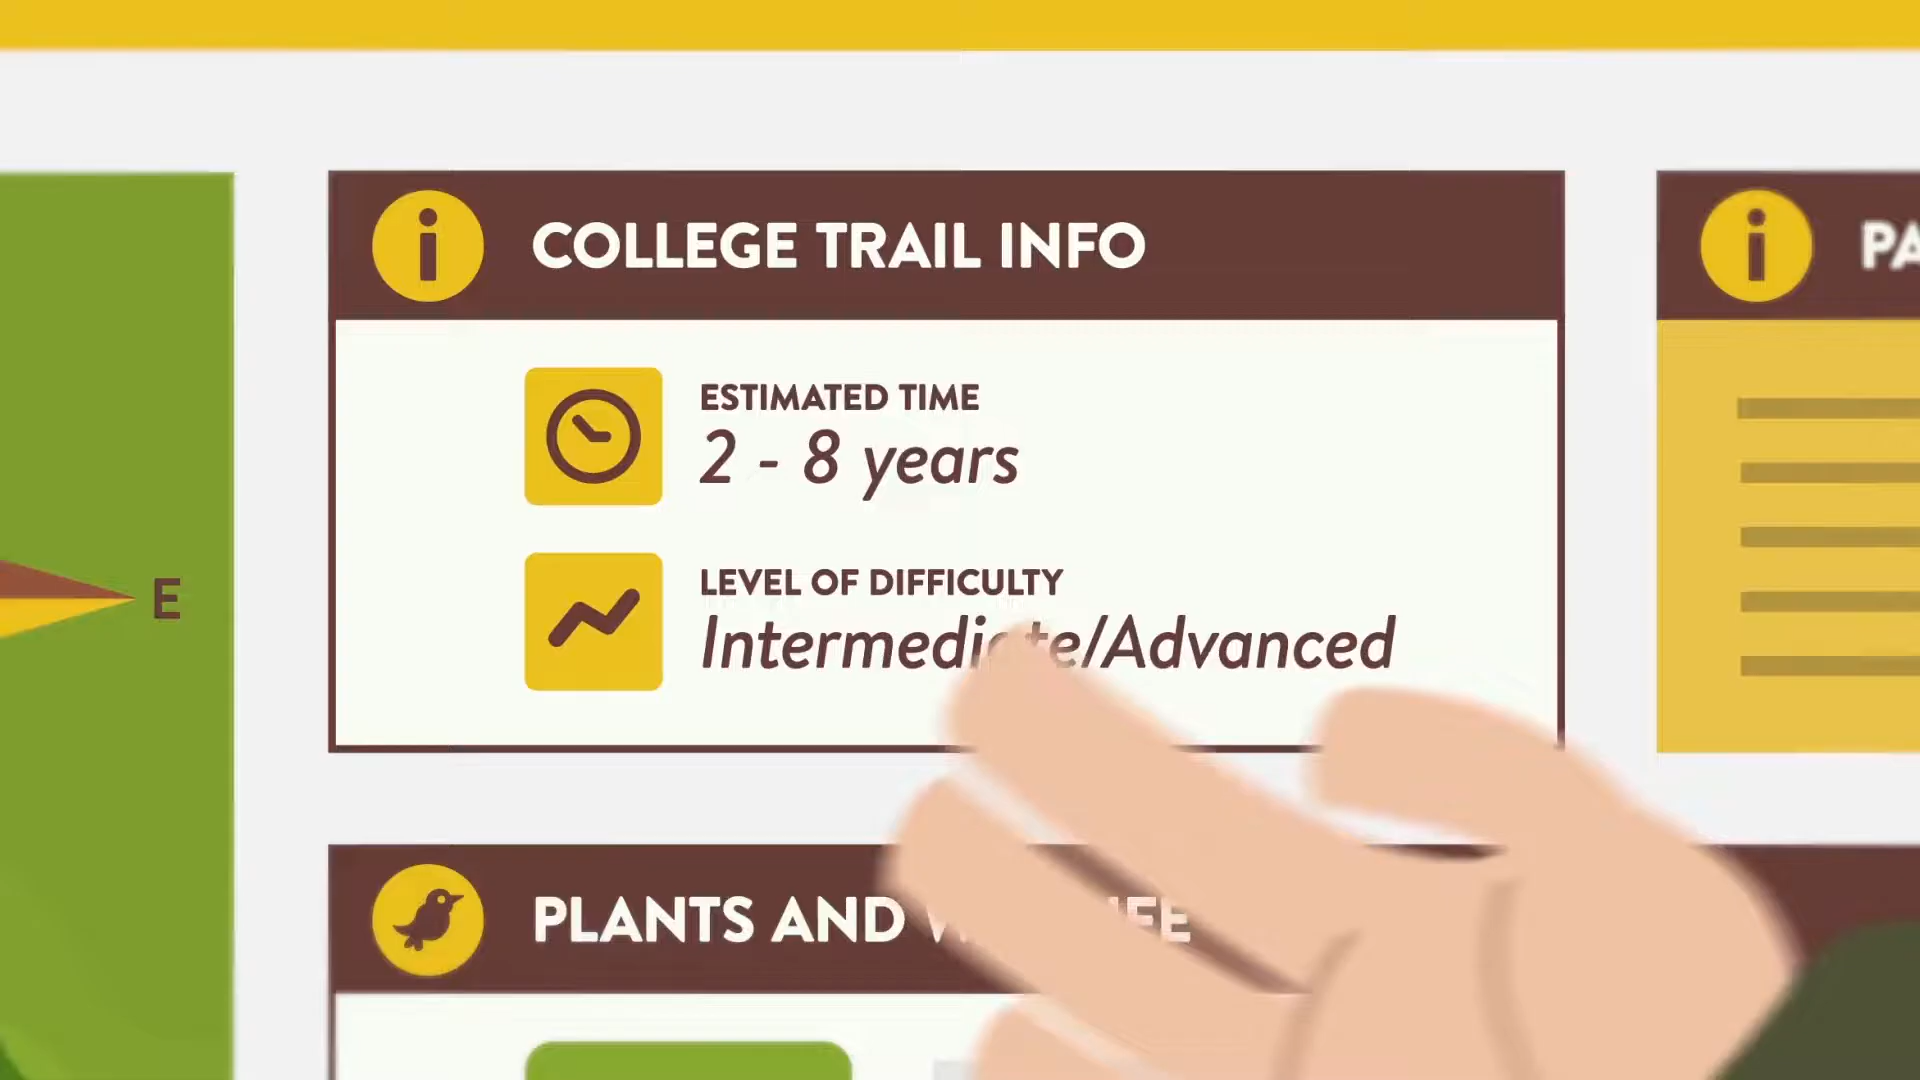 COLLEGE TRAIL INFO
ESTIMATED TIME
2 - 8 years
LEVEL OF DIFFICULTY
Intermediate/Advanced
E
PLANTS AND